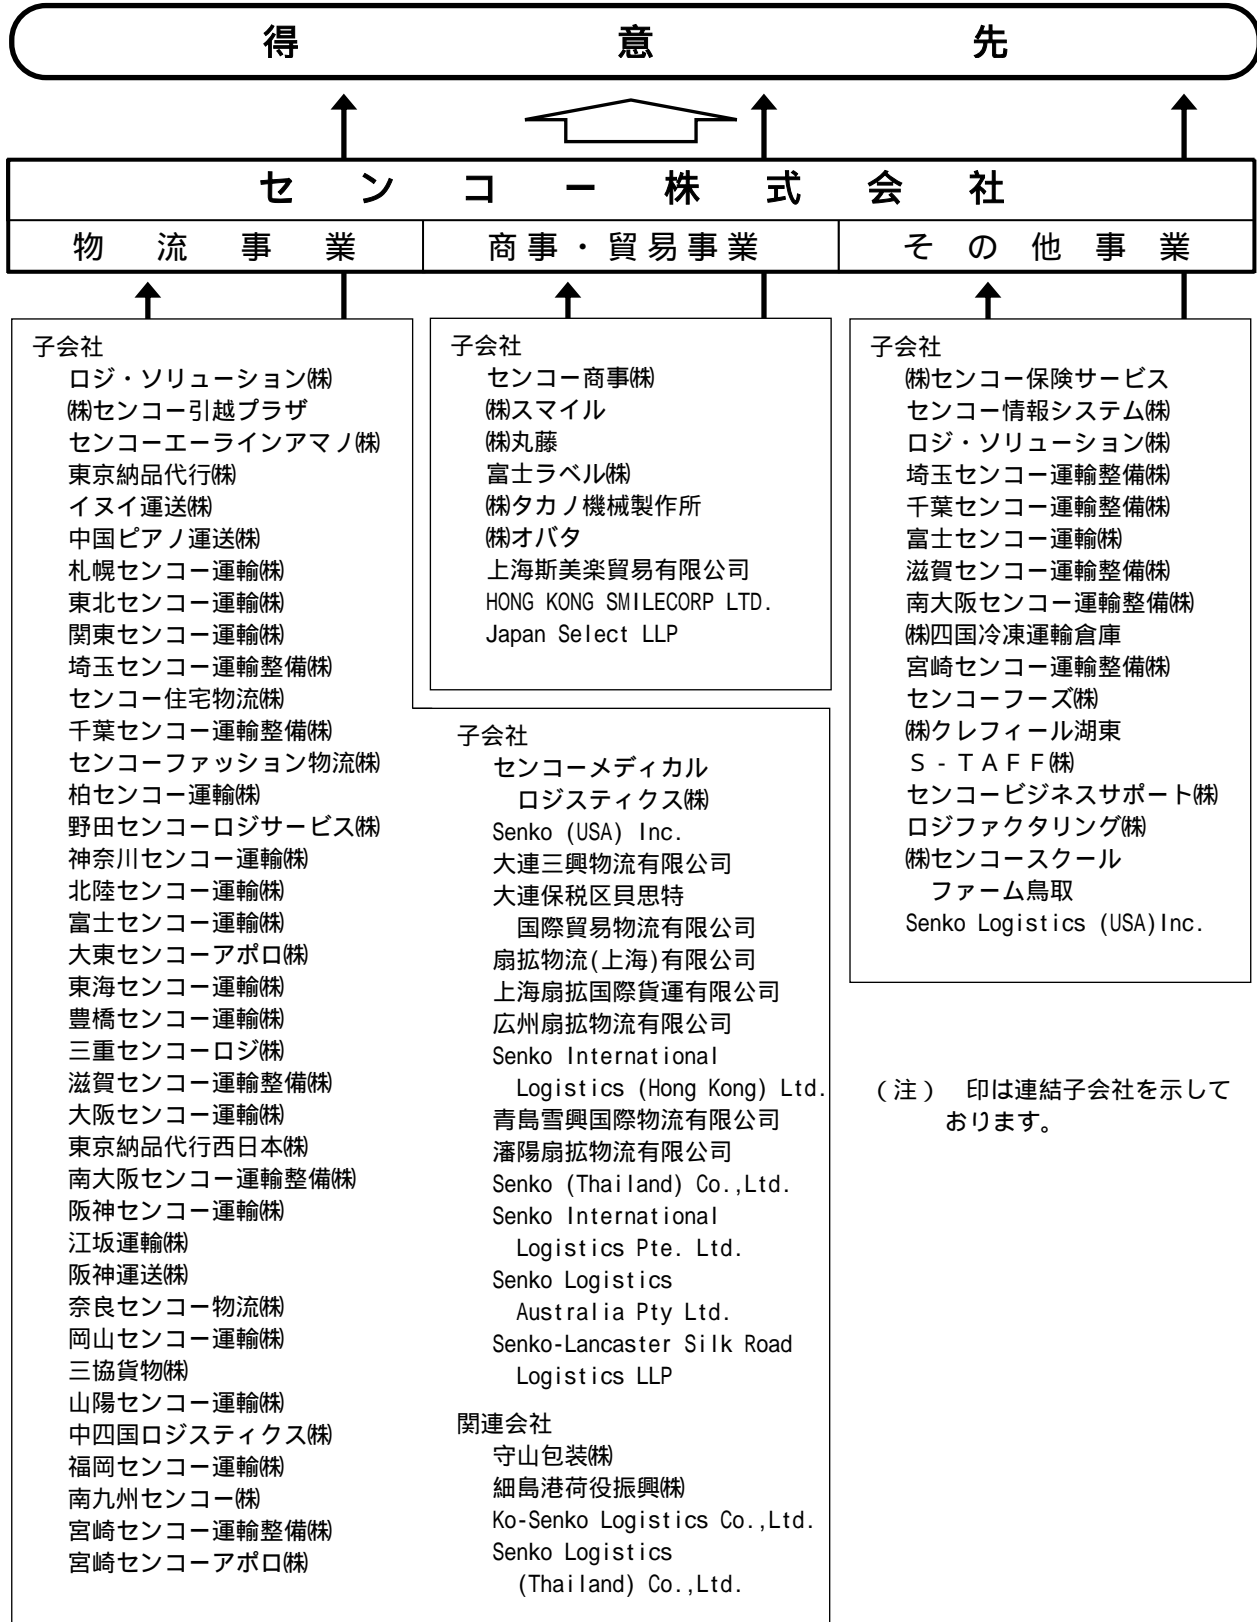 得意先
センコー株式会社
物流事業
商事・貿易事業
その他事業
子会社
ロジ・ソリューション㈱
㈱センコー引越プラザ
センコーエーラインアマノ㈱
東京納品代行㈱
イヌイ運送㈱
中国ピアノ運送㈱
札幌センコー運輸㈱
東北センコー運輸㈱
関東センコー運輸㈱
埼玉センコー運輸整備㈱
センコー住宅物流㈱
千葉センコー運輸整備㈱
センコーファッション物流㈱
柏センコー運輸㈱
野田センコーロジサービス㈱
神奈川センコー運輸㈱
北陸センコー運輸㈱
富士センコー運輸㈱
大東センコーアポロ㈱
東海センコー運輸㈱
豊橋センコー運輸㈱
三重センコーロジ㈱
滋賀センコー運輸整備㈱
大阪センコー運輸㈱
東京納品代行西日本㈱
南大阪センコー運輸整備㈱
阪神センコー運輸㈱
江坂運輸㈱
阪神運送㈱
奈良センコー物流㈱
岡山センコー運輸㈱
三協貨物㈱
山陽センコー運輸㈱
中四国ロジスティクス㈱
福岡センコー運輸㈱
南九州センコー㈱
宮崎センコー運輸整備㈱
宮崎センコーアポロ㈱
子会社
センコーメディカル
ロジスティクス㈱
Senko (USA) Inc.
大連三興物流有限公司
大連保税区貝思特
国際貿易物流有限公司
扇拡物流(上海)有限公司
上海扇拡国際貨運有限公司
広州扇拡物流有限公司
Senko International
Logistics (Hong Kong) Ltd.
青島雪興国際物流有限公司
瀋陽扇拡物流有限公司
Senko (Thailand) Co.,Ltd.
Senko International
Logistics Pte. Ltd.
Senko Logistics
Australia Pty Ltd.
Senko-Lancaster Silk Road
Logistics LLP
関連会社
守山包装㈱
細島港荷役振興㈱
Ko-Senko Logistics Co.,Ltd.
Senko Logistics
(Thailand) Co.,Ltd.
子会社
センコー商事㈱
㈱スマイル
㈱丸藤
富士ラベル㈱
㈱タカノ機械製作所
㈱オバタ
上海斯美楽貿易有限公司
HONG KONG SMILECORP LTD.
Japan Select LLP
子会社
㈱センコー保険サービス
センコー情報システム㈱
ロジ・ソリューション㈱
埼玉センコー運輸整備㈱
千葉センコー運輸整備㈱
富士センコー運輸㈱
滋賀センコー運輸整備㈱
南大阪センコー運輸整備㈱
㈱四国冷凍運輸倉庫
宮崎センコー運輸整備㈱
センコーフーズ㈱
㈱クレフィール湖東
S-TAFF㈱
センコービジネスサポート㈱
ロジファクタリング㈱
㈱センコースクール
ファーム鳥取
Senko Logistics (USA)Inc.
(注) 印は連結子会社を示して
おります。